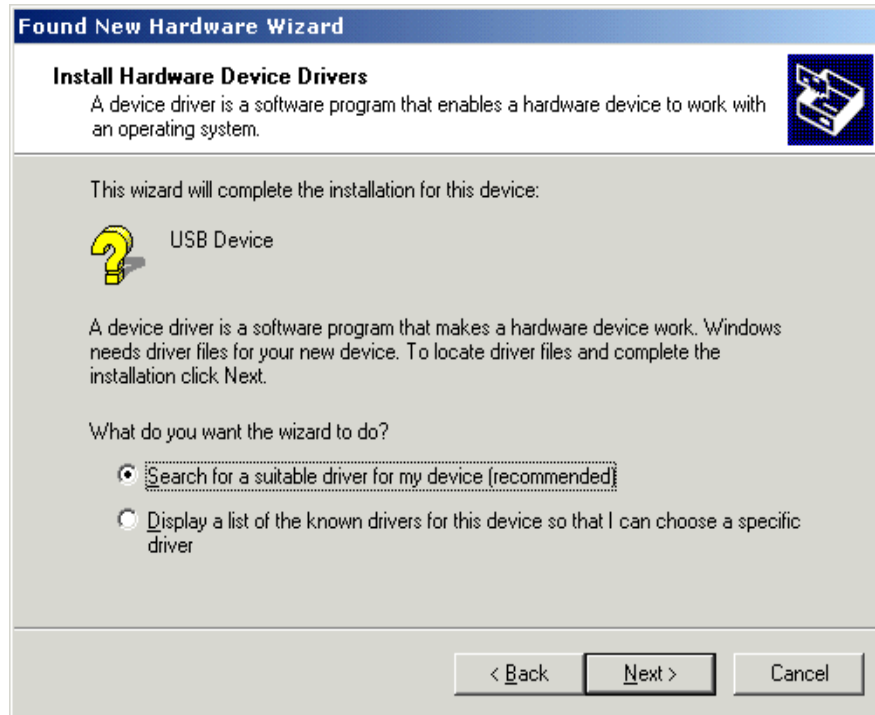 Found New Hardware Wizard
Install Hardware Device Drivers
A device driver is a software program that enables a hardware device to work with
an operating system.
This wizard will complete the installation for this device:
USB Device
A device driver is a software program that makes a hardware device work. Windows
needs driver files for your new device. To locate driver files and complete the
installation click Next.
What do you want the wizard to do?
Search for a suitable driver for my device (recommended)
Display a list of the known drivers for this device so that I can choose a specific
driver
< Back Next > Cancel